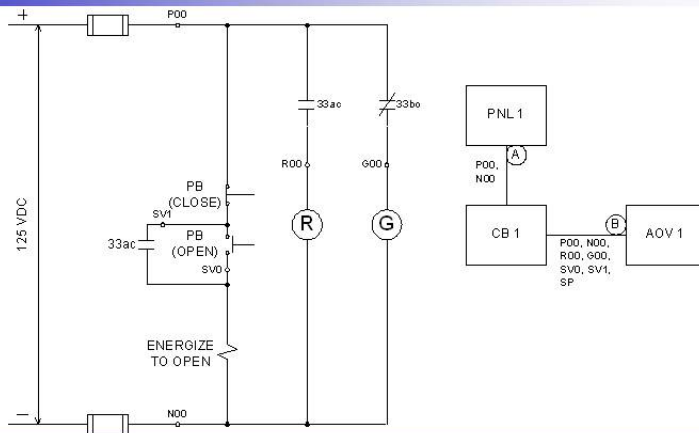 +
P00
33ac
33bo
R00
G00
PB
(CLOSE)
SV1
PB
(OPEN)
33ac
SV0
R
G
125 VDC
ENERGIZE
TO OPEN
N00
–
PNL 1
A
P00,
N00
CB 1
B
AOV 1
P00, N00,
R00, G00,
SV0, SV1,
SP